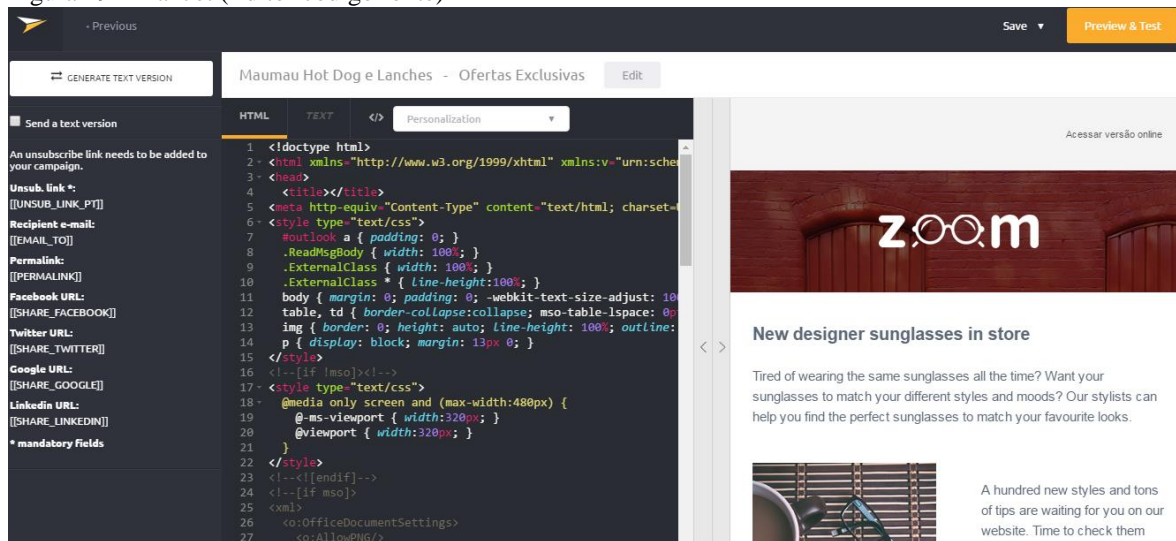 ‹ Previous
Save ▼
Preview & Test
GENERATE TEXT VERSION
Maumau Hot Dog e Lanches - Ofertas Exclusivas
Edit
Send a text version
An unsubscribe link needs to be added to
your campaign.
Unsub. link *:
[[UNSUB_LINK_PT]]
Recipient e-mail:
[[EMAIL_TO]]
Permalink:
[[PERMALINK]]
Facebook URL:
[[SHARE_FACEBOOK]]
Twitter URL:
[[SHARE_TWITTER]]
Google URL:
[[SHARE_GOOGLE]]
Linkedin URL:
[[SHARE_LINKEDIN]]
* mandatory fields
HTML TEXT </> Personalization ▼
1 <!doctype html>
2 <html xmlns="http://www.w3.org/1999/xhtml" xmlns:v="urn:schem
3 <head>
4 <title></title>
5 <meta http-equiv="Content-Type" content="text/html; charset=
6 <style type="text/css">
7 #outlook a { padding: 0; }
8 .ReadMsgBody { width: 100%; }
9 .ExternalClass { width: 100%; }
10 .ExternalClass * { line-height:100%; }
11 body { margin: 0; padding: 0; -webkit-text-size-adjust: 10
12 table, td { border-collapse:collapse; mso-table-lspace: 0p
13 img { border: 0; height: auto; line-height: 100%; outline:
14 p { display: block; margin: 13px 0; }
15 </style>
16 <!--[if !mso]><!-->
17 <style type="text/css">
18 @media only screen and (max-width:480px) {
19 @-ms-viewport { width:320px; }
20 @viewport { width:320px; }
21 }
22 </style>
23 <!--<![endif]-->
24 <!--[if mso]>
25 <xml>
26 <o:OfficeDocumentSettings>
27 <o:AllowPNG/>
Acessar versão online
zoom
New designer sunglasses in store
Tired of wearing the same sunglasses all the time? Want your
sunglasses to match your different styles and moods? Our stylists can
help you find the perfect sunglasses to match your favourite looks.
A hundred new styles and tons
of tips are waiting for you on our
website. Time to check them